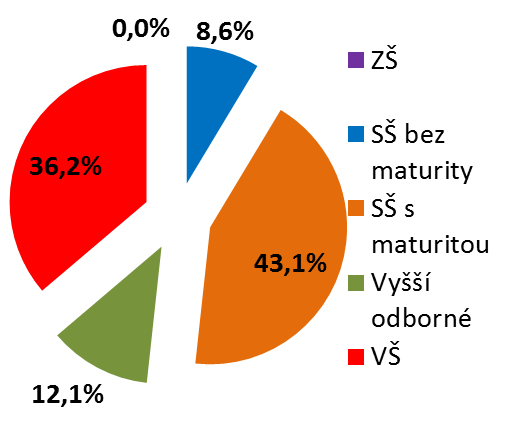 0,0%
8,6%
36,2%
43,1%
12,1%
ZŠ
SŠ bez
maturity
SŠ s
maturitou
Vyšší
odborné
VŠ